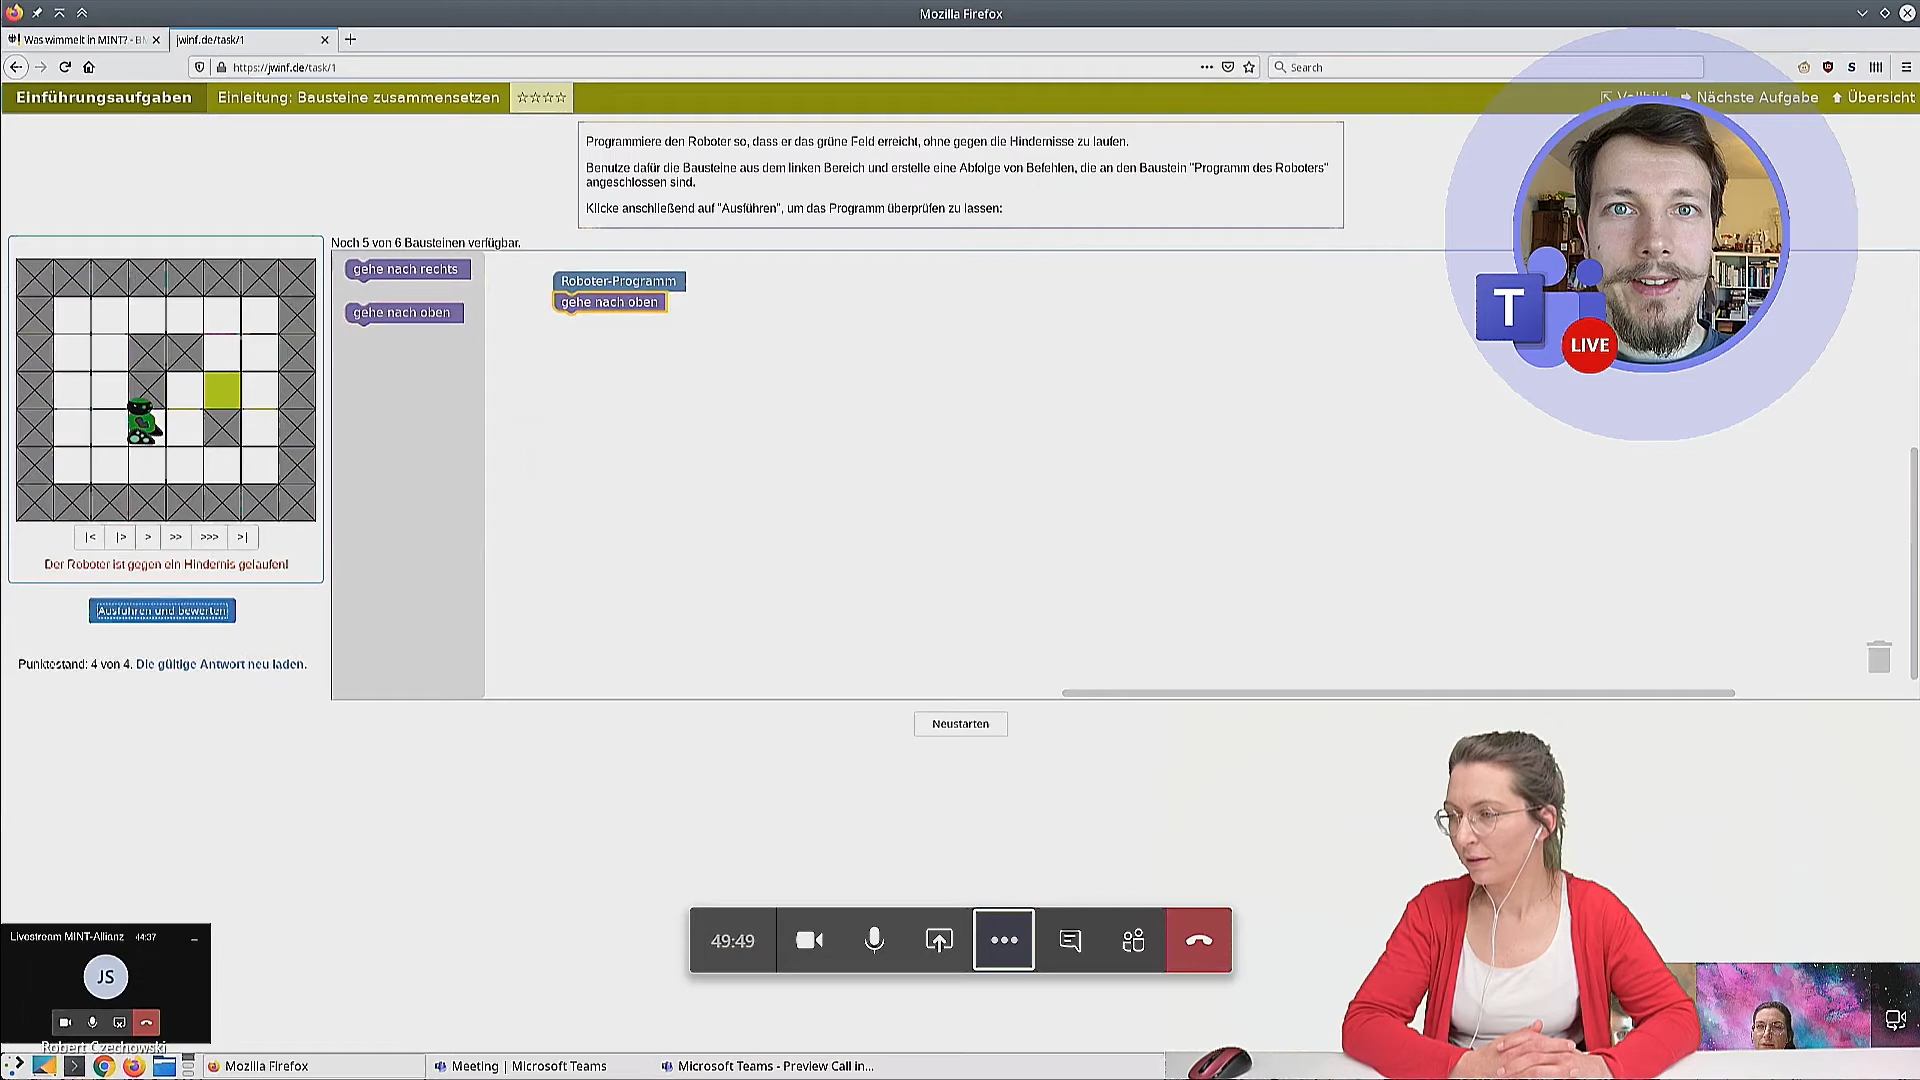 Mozilla Firefox
Was wimmelt in MINT? - BM
jwinf.de/task/1
https://jwinf.de/task/1
Search
Einführungsaufgaben
Einleitung: Bausteine zusammensetzen
☆☆☆☆
Vollbild
Nächste Aufgabe
Übersicht
Programmiere den Roboter so, dass er das grüne Feld erreicht, ohne gegen die Hindernisse zu laufen.
Benutze dafür die Bausteine aus dem linken Bereich und erstelle eine Abfolge von Befehlen, die an den Baustein "Programm des Roboters"
angeschlossen sind.
Klicke anschließend auf "Ausführen", um das Programm überprüfen zu lassen:
Noch 5 von 6 Bausteinen verfügbar.
gehe nach rechts
gehe nach oben
Roboter-Programm
gehe nach oben
T
LIVE
|< |> > >> >>> >|
Der Roboter ist gegen ein Hindernis gelaufen!
Ausführen und bewerten
Punktestand: 4 von 4. Die gültige Antwort neu laden.
Neustarten
49:49
Livestream MINT-Allianz 44:37
JS
Robert Czechowski
Mozilla Firefox
Meeting | Microsoft Teams
Microsoft Teams - Preview Call in...